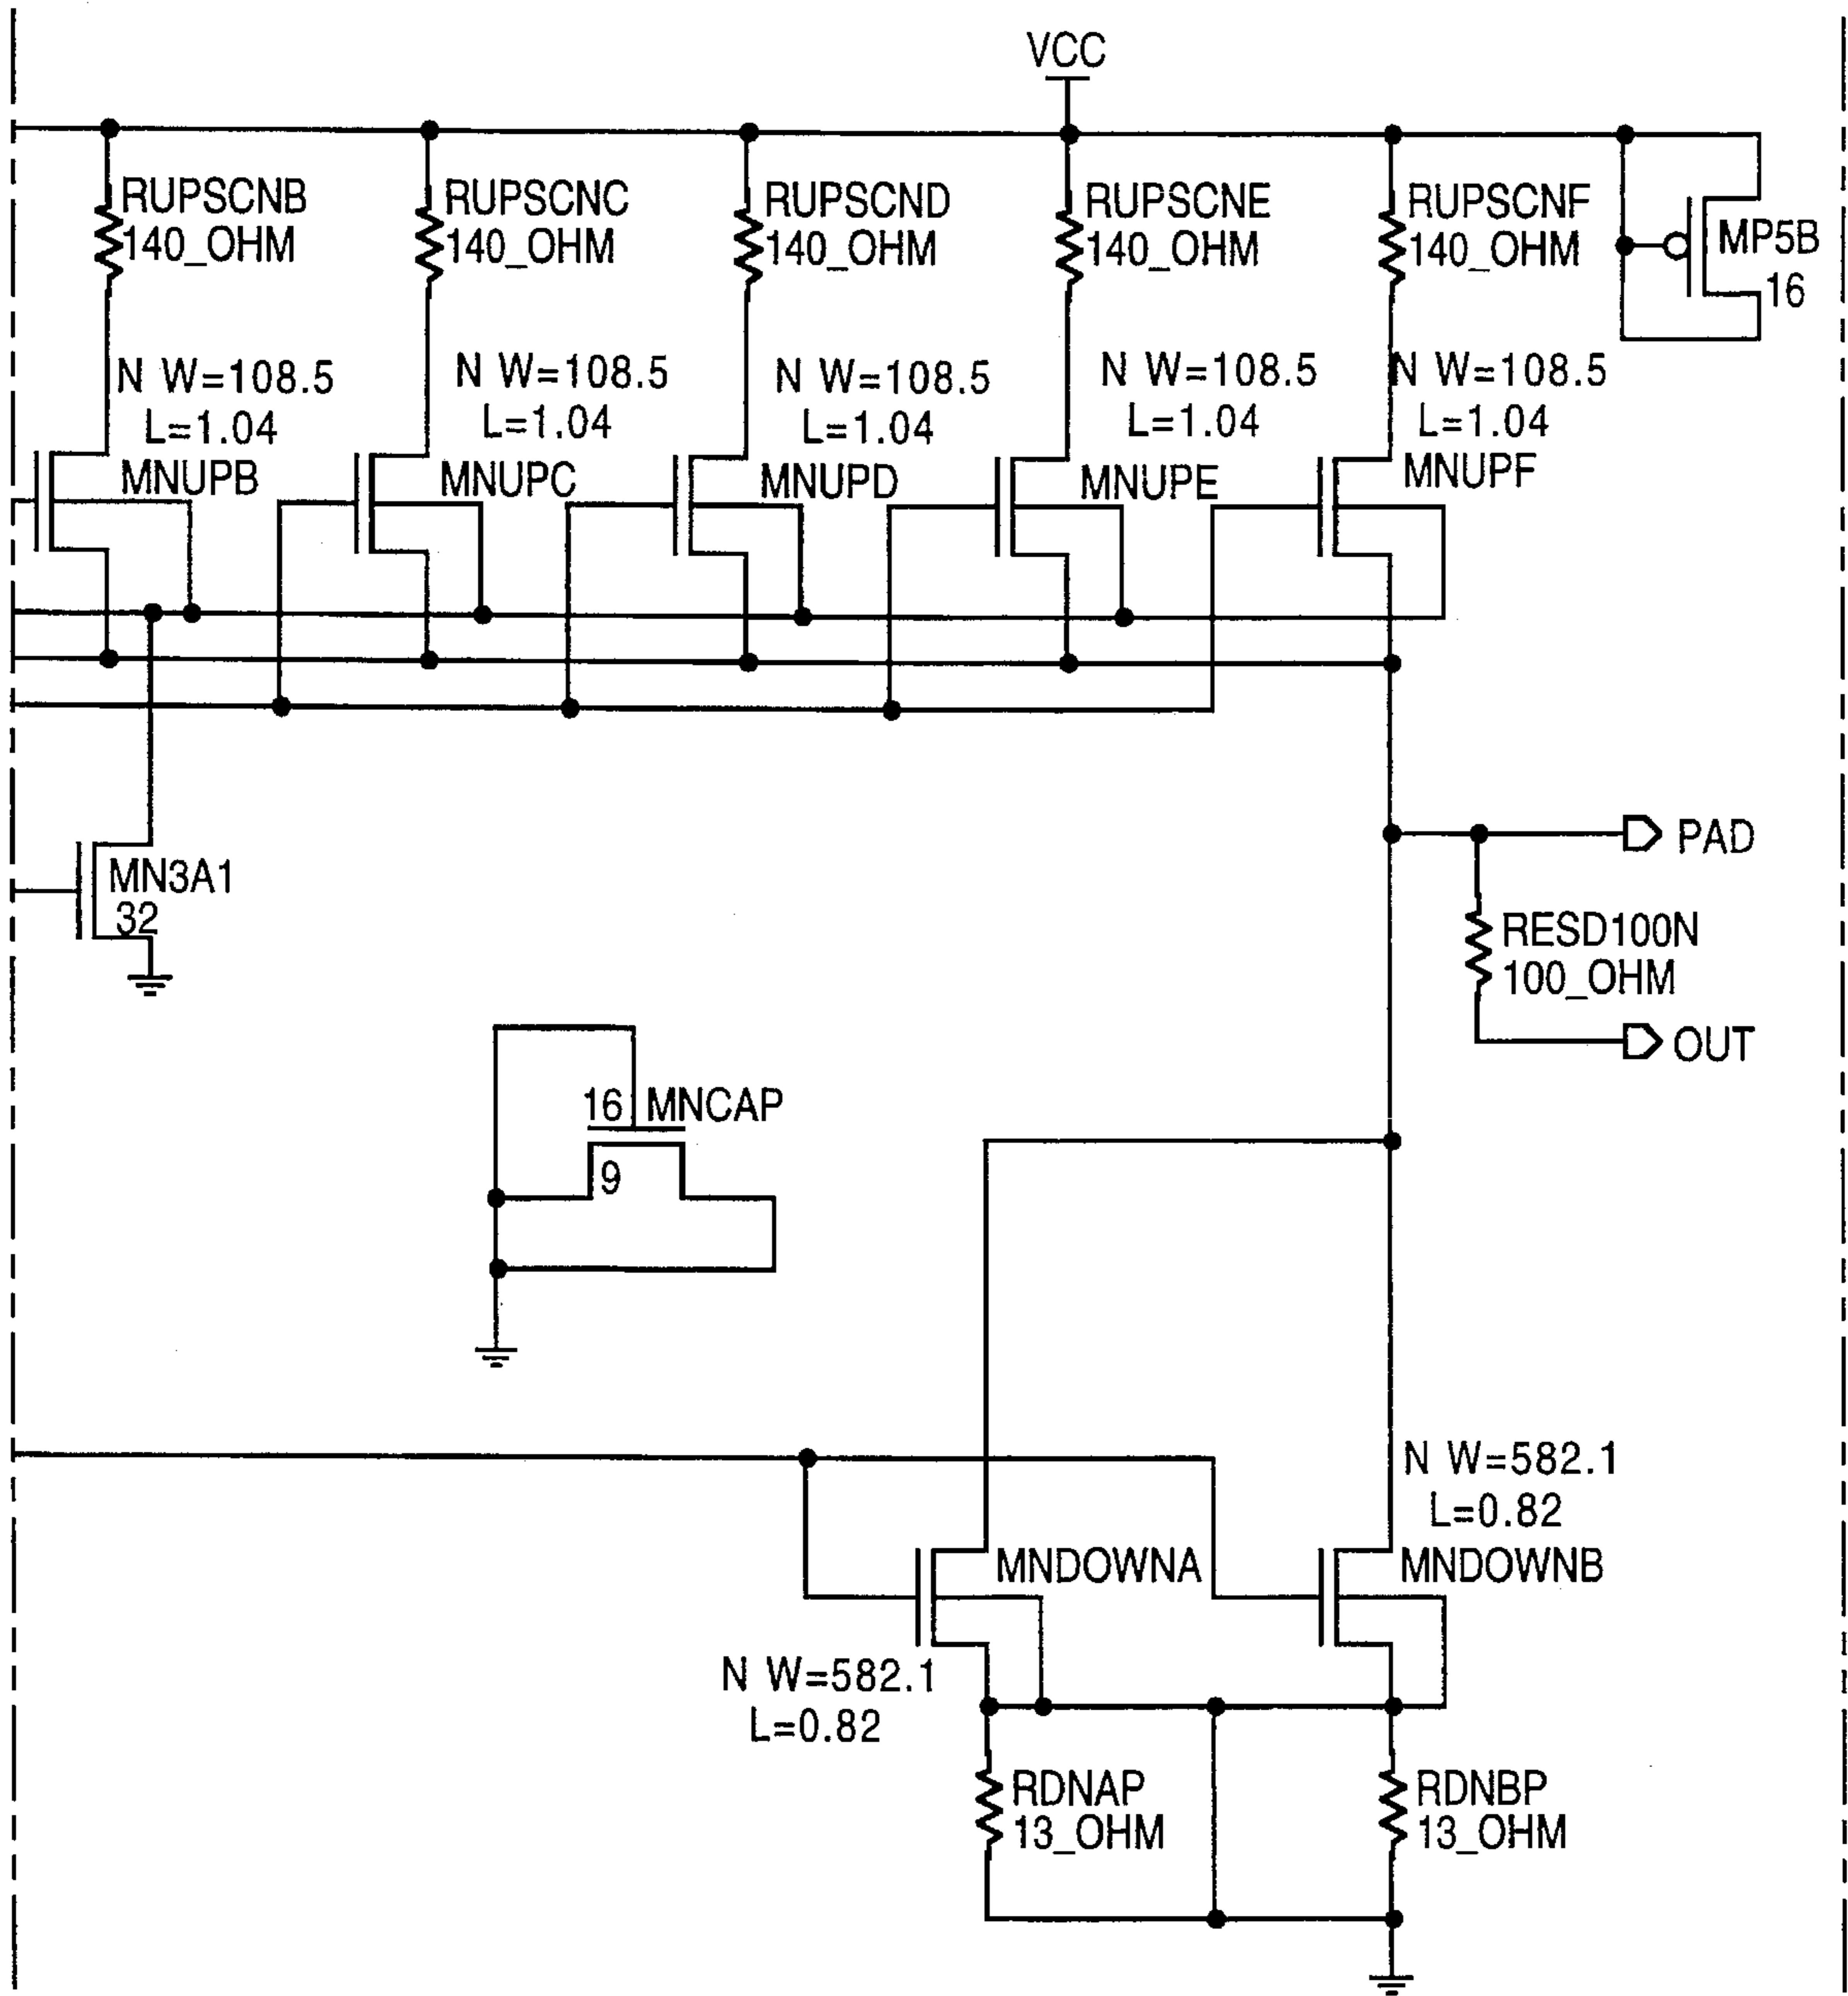 VCC
RUPSCNB
140_OHM
RUPSCNC
140_OHM
RUPSCND
140_OHM
RUPSCNE
140_OHM
RUPSCNF
140_OHM
MP5B
16
N W=108.5
L=1.04
MNUPB
N W=108.5
L=1.04
MNUPC
N W=108.5
L=1.04
MNUPD
N W=108.5
L=1.04
MNUPE
N W=108.5
L=1.04
MNUPF
PAD
MN3A1
32
RESD100N
100_OHM
OUT
16 MNCAP
9
N W=582.1
L=0.82
MNDOWNA
MNDOWNB
N W=582.1
L=0.82
RDNAP
13_OHM
RDNBP
13_OHM